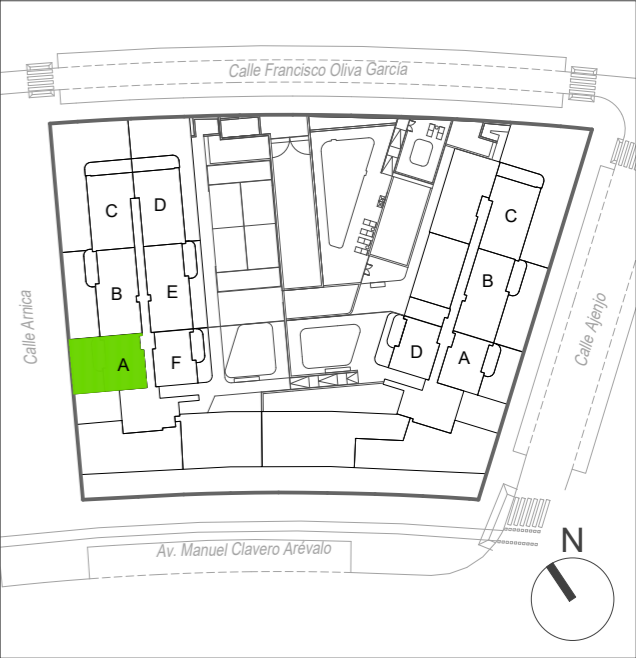 Calle Francisco Oliva García
C
D
C
B
E
B
A
F
D
A
Calle Arnica
Calle Ajenjo
Av. Manuel Clavero Arévalo
N